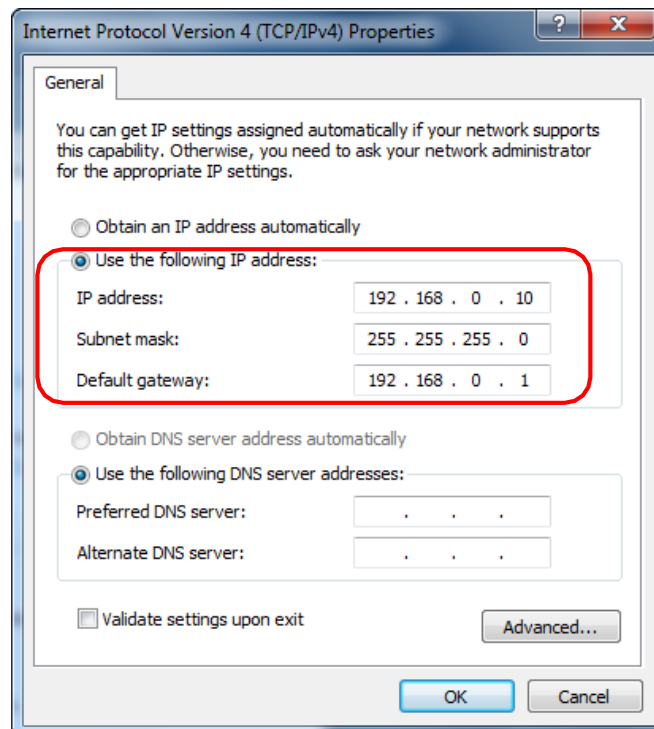 Internet Protocol Version 4 (TCP/IPv4) Properties
? X
General
You can get IP settings assigned automatically if your network supports
this capability. Otherwise, you need to ask your network administrator
for the appropriate IP settings.
Obtain an IP address automatically
Use the following IP address:
IP address: 192 . 168 . 0 . 10
Subnet mask: 255 . 255 . 255 . 0
Default gateway: 192 . 168 . 0 . 1
Obtain DNS server address automatically
Use the following DNS server addresses:
Preferred DNS server: . . .
Alternate DNS server: . . .
Validate settings upon exit
Advanced...
OK Cancel